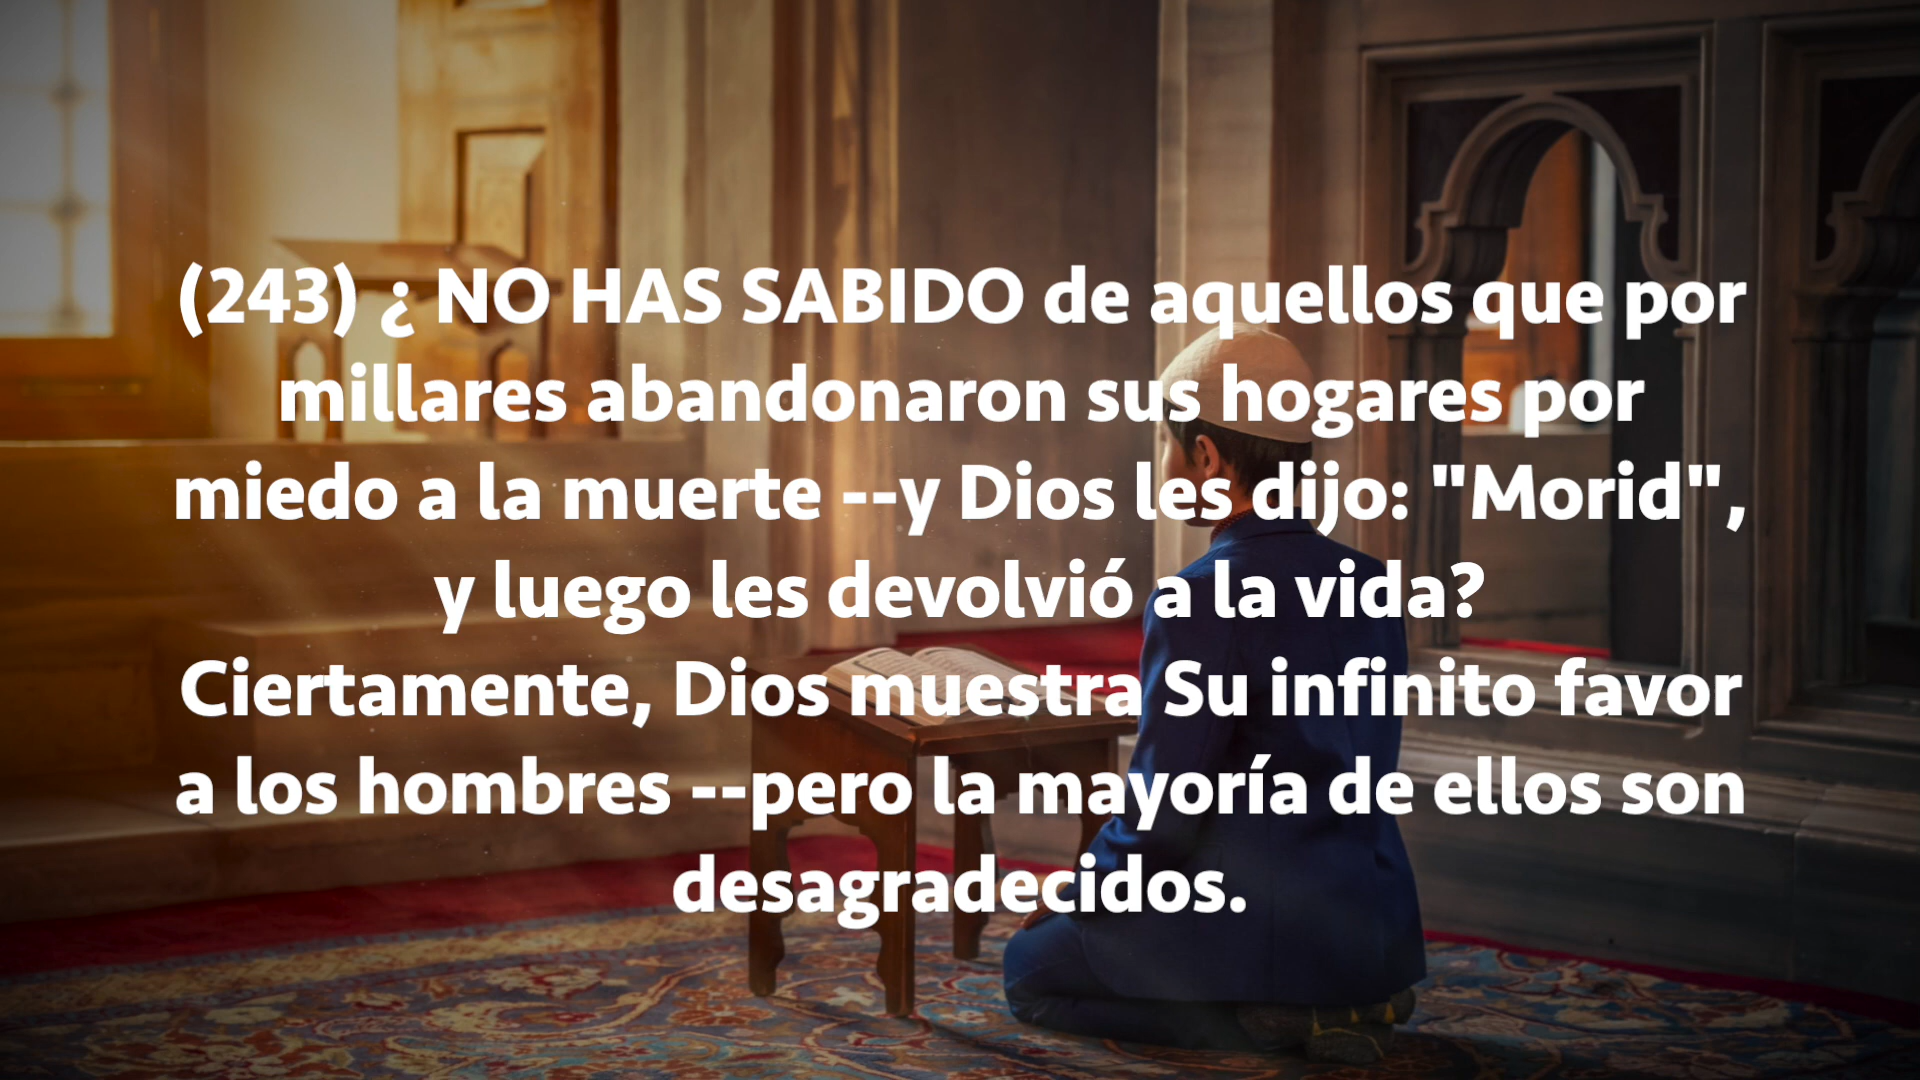 (243) ¿ NO HAS SABIDO de aquellos que por
millares abandonaron sus hogares por
miedo a la muerte --y Dios les dijo: "Morid",
y luego les devolvió a la vida?
Ciertamente, Dios muestra Su infinito favor
a los hombres --pero la mayoría de ellos son
desagradecidos.